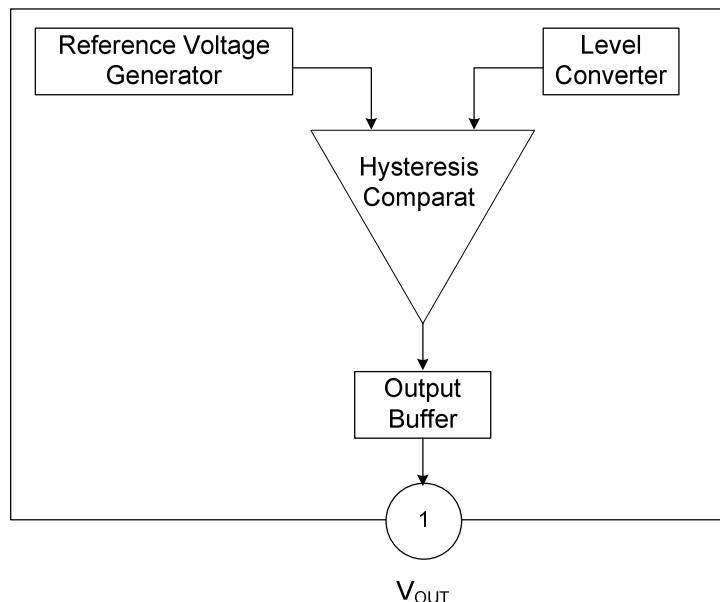 Reference Voltage
Generator
Level
Converter
Hysteresis
Comparat
Output
Buffer
1
VOUT